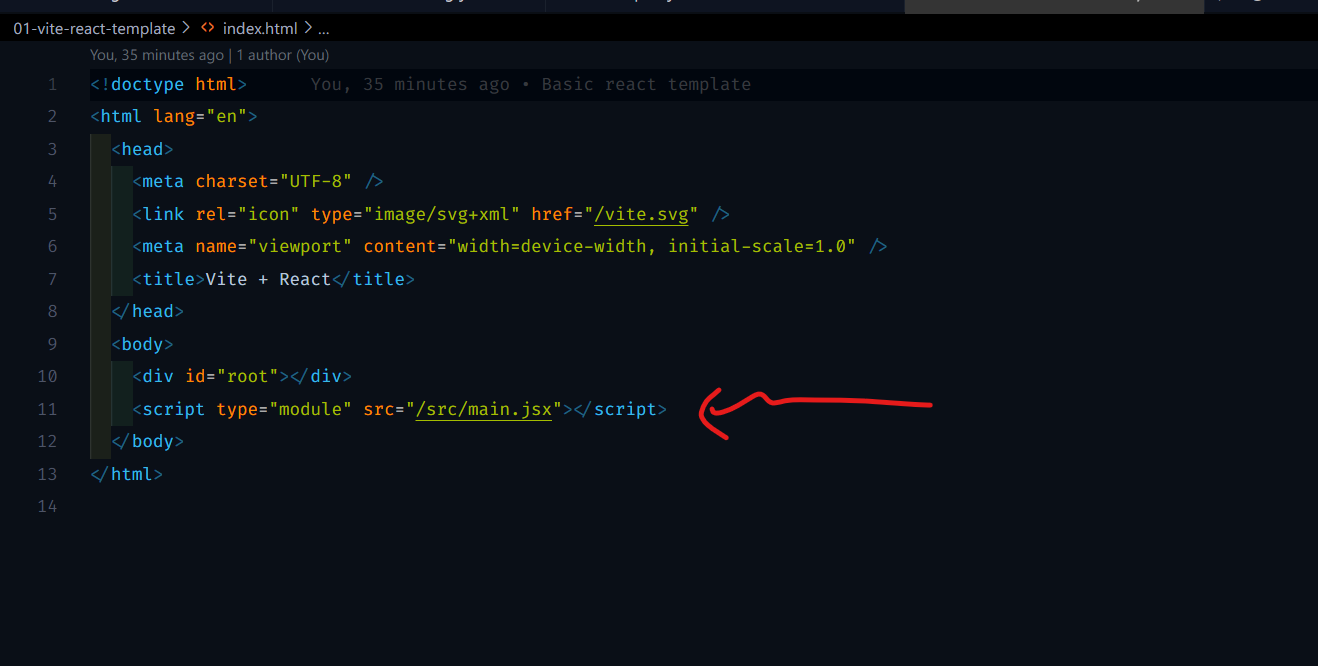 01-vite-react-template > <> index.html > ...
You, 35 minutes ago | 1 author (You)
1 <!doctype html> You, 35 minutes ago • Basic react template
2 <html lang="en">
3 <head>
4 <meta charset="UTF-8" />
5 <link rel="icon" type="image/svg+xml" href="/vite.svg" />
6 <meta name="viewport" content="width=device-width, initial-scale=1.0" />
7 <title>Vite + React</title>
8 </head>
9 <body>
10 <div id="root"></div>
11 <script type="module" src="/src/main.jsx"></script>
12 </body>
13 </html>
14